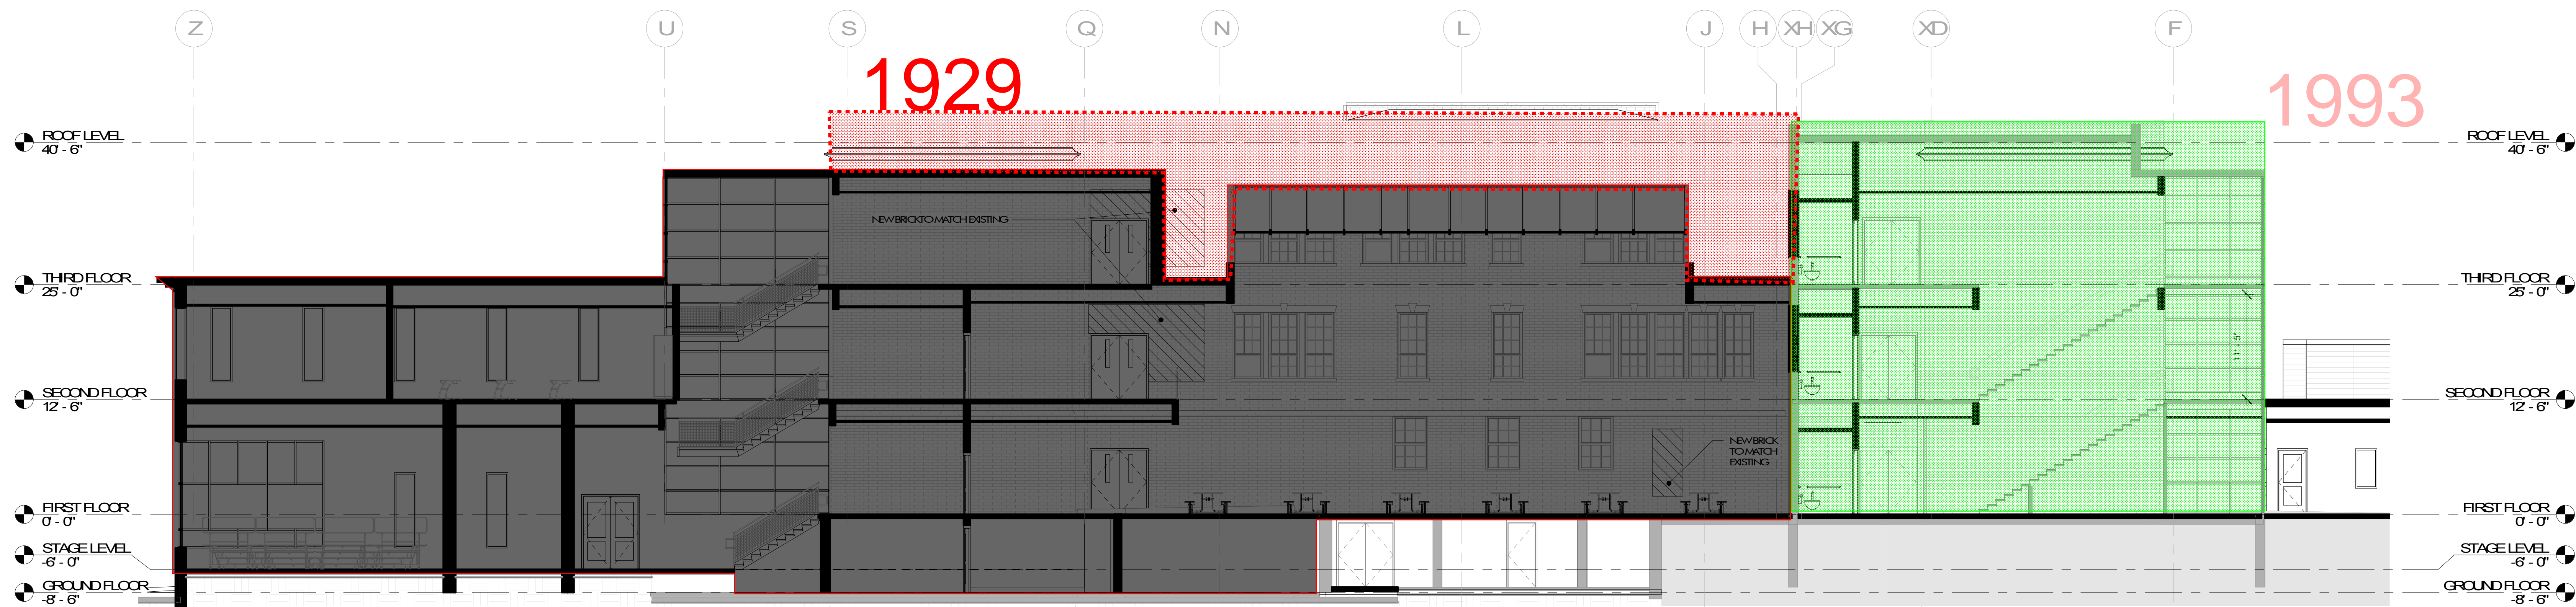 Z U S Q N L J H XH XG XD F
1929
1993
ROOF LEVEL
40' - 6"
ROOF LEVEL
40' - 6"
NEW BRICK TO MATCH EXISTING
THIRD FLOOR
25' - 0"
THIRD FLOOR
25' - 0"
11' - 5"
SECOND FLOOR
12' - 6"
SECOND FLOOR
12' - 6"
NEW BRICK
TO MATCH
EXISTING
FIRST FLOOR
0' - 0"
FIRST FLOOR
0' - 0"
STAGE LEVEL
-6' - 0"
STAGE LEVEL
-6' - 0"
GROUND FLOOR
-8' - 6"
GROUND FLOOR
-8' - 6"